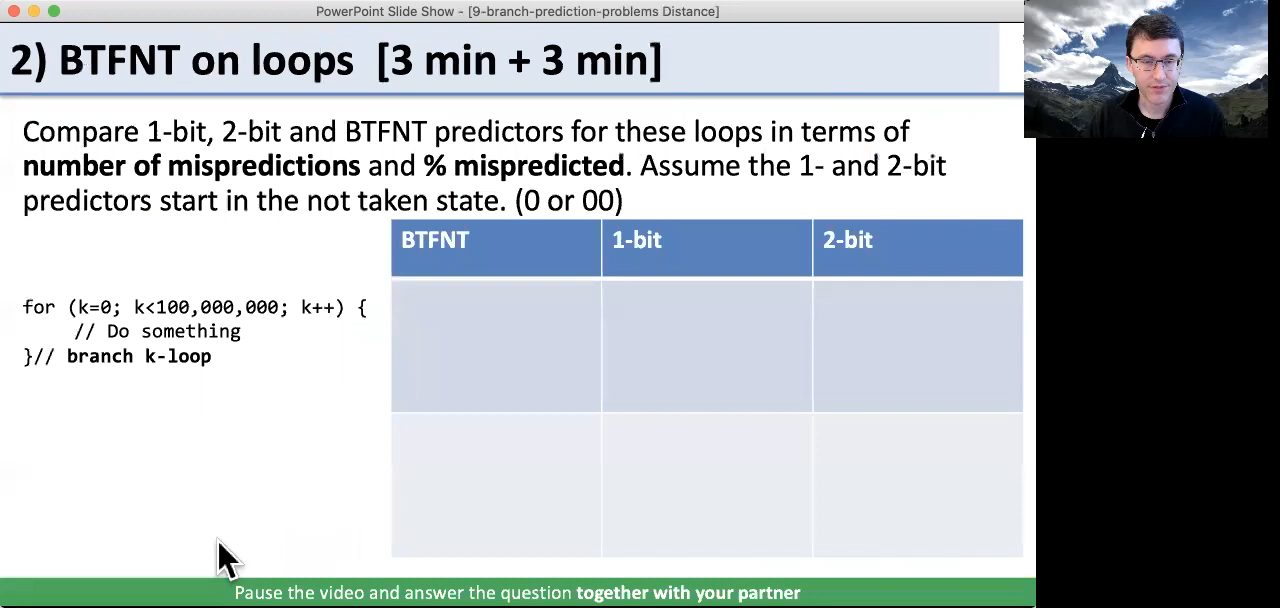 PowerPoint Slide Show - [9-branch-prediction-problems Distance]
2) BTFNT on loops [3 min + 3 min]
Compare 1-bit, 2-bit and BTFNT predictors for these loops in terms of
number of mispredictions and % mispredicted. Assume the 1- and 2-bit
predictors start in the not taken state. (0 or 00)
BTFNT 1-bit 2-bit
for (k=0; k<100,000,000; k++) {
// Do something
}// branch k-loop
Pause the video and answer the question together with your partner